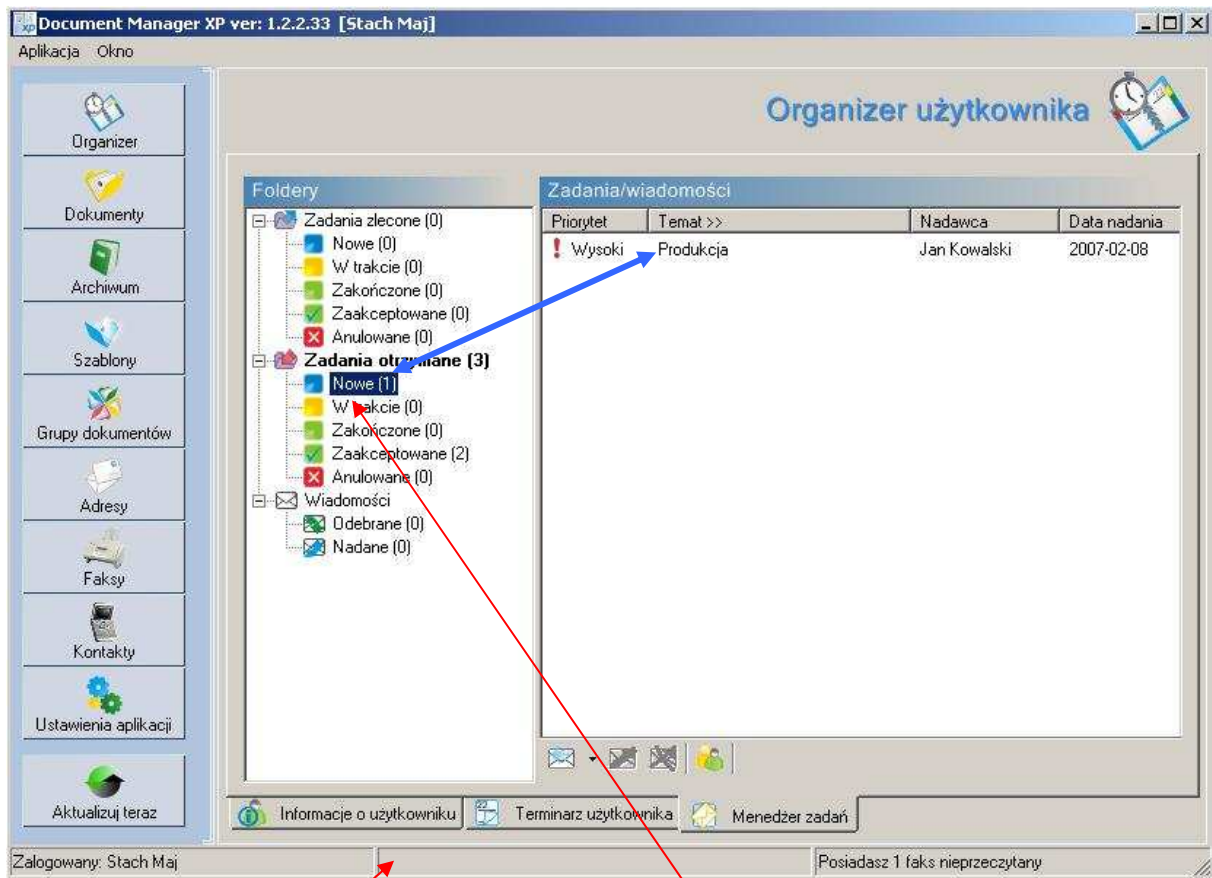 Document Manager XP ver: 1.2.2.33 [Stach Maj]
Aplikacja Okno
Organizer użytkownika
Organizer
Dokumenty
Archiwum
Szablony
Grupy dokumentów
Adresy
Faksy
Kontakty
Ustawienia aplikacji
Aktualizuj teraz
Foldery
Zadania zlecone (0)
Nowe (0)
W trakcie (0)
Zakończone (0)
Zaakceptowane (0)
Anulowane (0)
Zadania otrzymane (3)
Nowe (1)
W trakcie (0)
Zakończone (0)
Zaakceptowane (2)
Anulowane (0)
Wiadomości
Odebrane (0)
Nadane (0)
Zadania/wiadomości
Priorytet Temat >> Nadawca Data nadania
Wysoki Produkcja Jan Kowalski 2007-02-08
Informacje o użytkowniku Terminarz użytkownika Menedżer zadań
Zalogowany: Stach Maj Posiadasz 1 faks nieprzeczytany